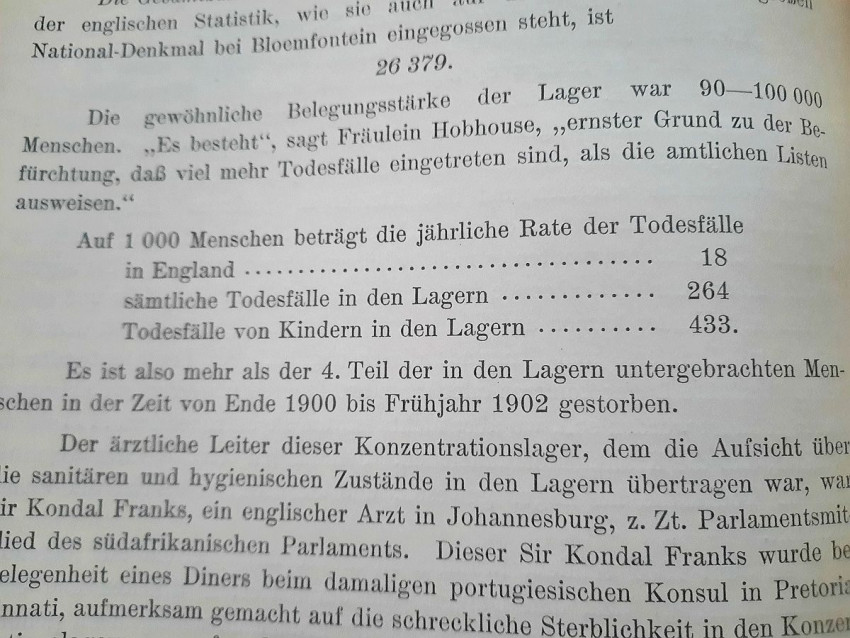 der englischen Statistik, wie sie auch
National-Denkmal bei Bloemfontein eingegossen steht, ist
26 379.
Die gewöhnliche Belegungsstärke der Lager war 90—100 000
Menschen. „Es besteht“, sagt Fräulein Hobhouse, „ernster Grund zu der Be-
fürchtung, daß viel mehr Todesfälle eingetreten sind, als die amtlichen Listen
ausweisen.“
Auf 1 000 Menschen beträgt die jährliche Rate der Todesfälle
in England .................................. 18
sämtliche Todesfälle in den Lagern ............. 264
Todesfälle von Kindern in den Lagern .......... 433.
Es ist also mehr als der 4. Teil der in den Lagern untergebrachten Men-
schen in der Zeit von Ende 1900 bis Frühjahr 1902 gestorben.
Der ärztliche Leiter dieser Konzentrationslager, dem die Aufsicht über
die sanitären und hygienischen Zustände in den Lagern übertragen war, war
ir Kondal Franks, ein englischer Arzt in Johannesburg, z. Zt. Parlamentsmit-
lied des südafrikanischen Parlaments. Dieser Sir Kondal Franks wurde be
elegenheit eines Diners beim damaligen portugiesischen Konsul in Pretoria
nnati, aufmerksam gemacht auf die schreckliche Sterblichkeit in den Konzen